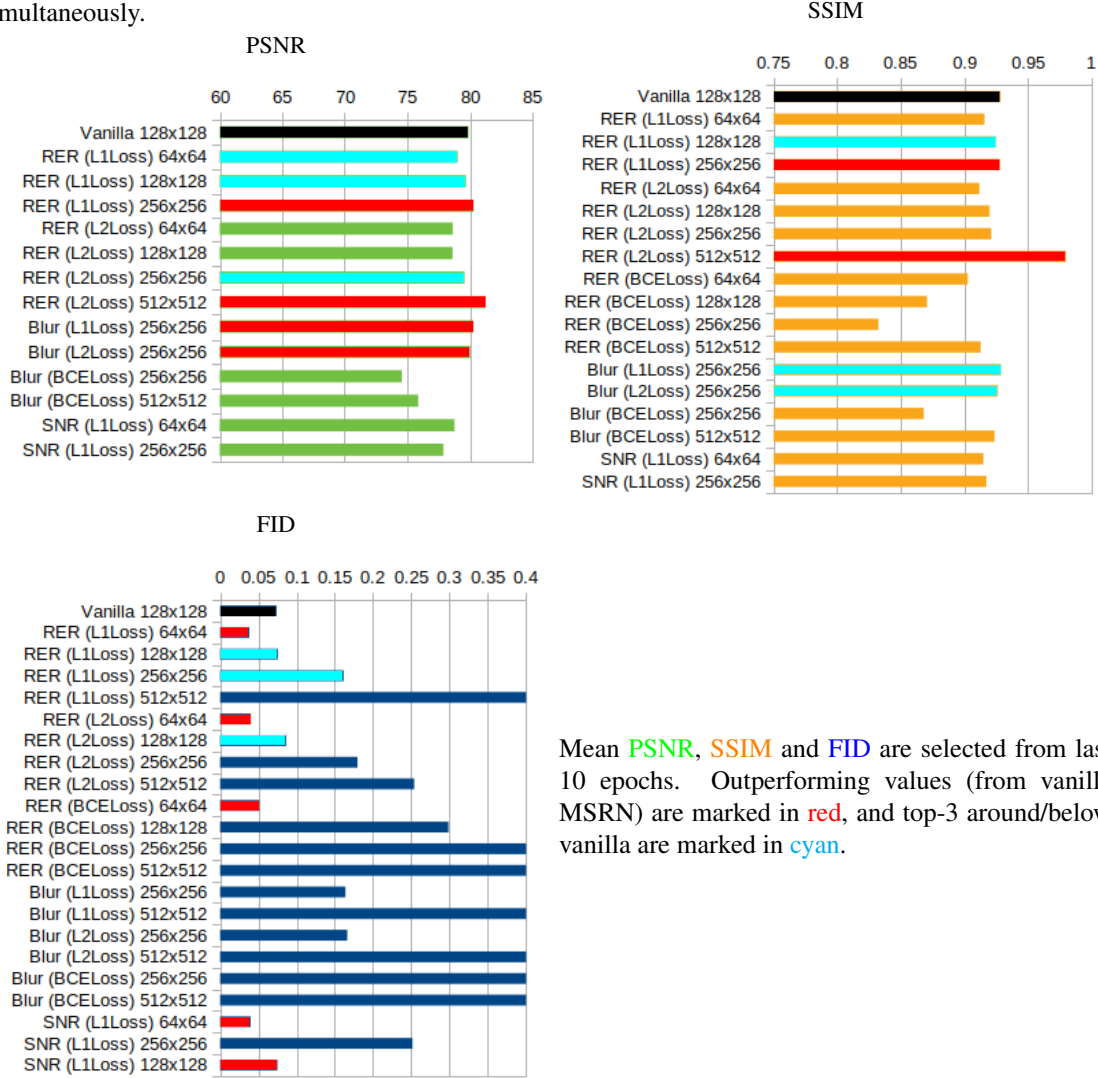 multaneously.
PSNR
60 65 70 75 80 85
Vanilla 128x128
RER (L1Loss) 64x64
RER (L1Loss) 128x128
RER (L1Loss) 256x256
RER (L2Loss) 64x64
RER (L2Loss) 128x128
RER (L2Loss) 256x256
RER (L2Loss) 512x512
Blur (L1Loss) 256x256
Blur (L2Loss) 256x256
Blur (BCELoss) 256x256
Blur (BCELoss) 512x512
SNR (L1Loss) 64x64
SNR (L1Loss) 256x256
SSIM
0.75 0.8 0.85 0.9 0.95 1
Vanilla 128x128
RER (L1Loss) 64x64
RER (L1Loss) 128x128
RER (L1Loss) 256x256
RER (L2Loss) 64x64
RER (L2Loss) 128x128
RER (L2Loss) 256x256
RER (L2Loss) 512x512
RER (BCELoss) 64x64
RER (BCELoss) 128x128
RER (BCELoss) 256x256
RER (BCELoss) 512x512
Blur (L1Loss) 256x256
Blur (L2Loss) 256x256
Blur (BCELoss) 256x256
Blur (BCELoss) 512x512
SNR (L1Loss) 64x64
SNR (L1Loss) 256x256
FID
0 0.05 0.1 0.15 0.2 0.25 0.3 0.35 0.4
Vanilla 128x128
RER (L1Loss) 64x64
RER (L1Loss) 128x128
RER (L1Loss) 256x256
RER (L1Loss) 512x512
RER (L2Loss) 64x64
RER (L2Loss) 128x128
RER (L2Loss) 256x256
RER (L2Loss) 512x512
RER (BCELoss) 64x64
RER (BCELoss) 128x128
RER (BCELoss) 256x256
RER (BCELoss) 512x512
Blur (L1Loss) 256x256
Blur (L1Loss) 512x512
Blur (L2Loss) 256x256
Blur (L2Loss) 512x512
Blur (BCELoss) 256x256
Blur (BCELoss) 512x512
SNR (L1Loss) 64x64
SNR (L1Loss) 256x256
SNR (L1Loss) 128x128
Mean PSNR, SSIM and FID are selected from las
10 epochs. Outperforming values (from vanill
MSRN) are marked in red, and top-3 around/below
vanilla are marked in cyan.